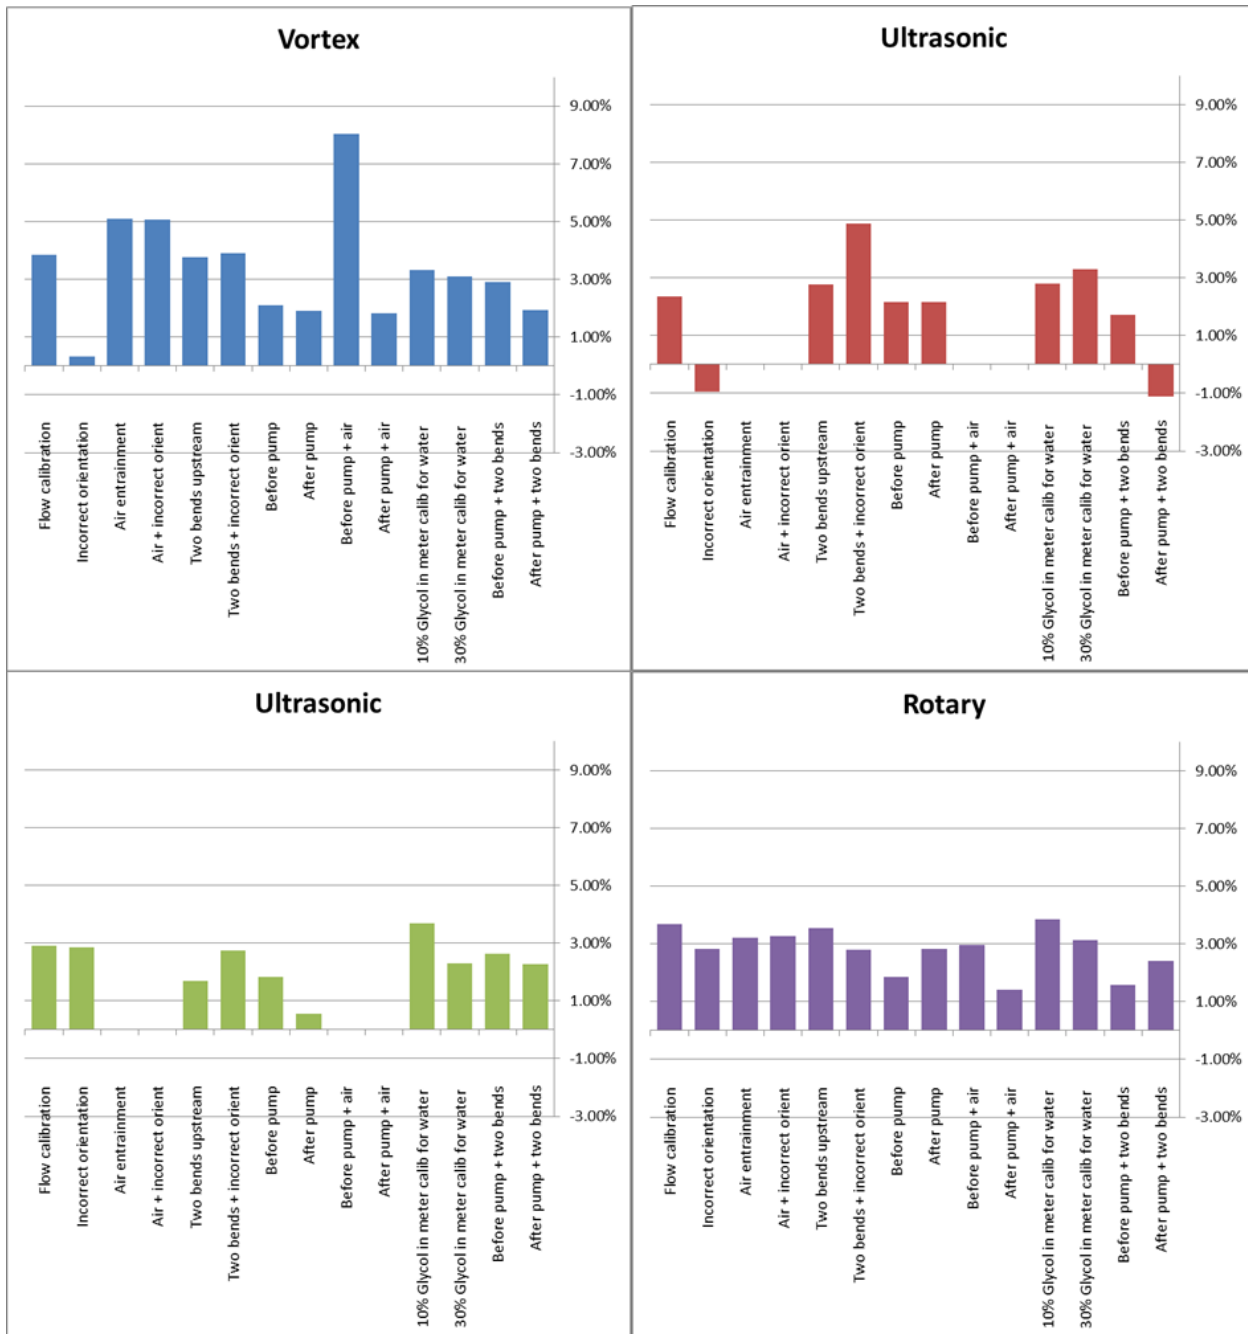 Vortex
9.00%
7.00%
5.00%
3.00%
1.00%
-1.00%
-3.00%
Flow calibration
Incorrect orientation
Air entrainment
Air + incorrect orient
Two bends upstream
Two bends + incorrect orient
Before pump
After pump
Before pump + air
After pump + air
10% Glycol in meter calib for water
30% Glycol in meter calib for water
Before pump + two bends
After pump + two bends
Ultrasonic
9.00%
7.00%
5.00%
3.00%
1.00%
-1.00%
-3.00%
Flow calibration
Incorrect orientation
Air entrainment
Air + incorrect orient
Two bends upstream
Two bends + incorrect orient
Before pump
After pump
Before pump + air
After pump + air
10% Glycol in meter calib for water
30% Glycol in meter calib for water
Before pump + two bends
After pump + two bends
Ultrasonic
9.00%
7.00%
5.00%
3.00%
1.00%
-1.00%
-3.00%
Flow calibration
Incorrect orientation
Air entrainment
Air + incorrect orient
Two bends upstream
Two bends + incorrect orient
Before pump
After pump
Before pump + air
After pump + air
10% Glycol in meter calib for water
30% Glycol in meter calib for water
Before pump + two bends
After pump + two bends
Rotary
9.00%
7.00%
5.00%
3.00%
1.00%
-1.00%
-3.00%
Flow calibration
Incorrect orientation
Air entrainment
Air + incorrect orient
Two bends upstream
Two bends + incorrect orient
Before pump
After pump
Before pump + air
After pump + air
10% Glycol in meter calib for water
30% Glycol in meter calib for water
Before pump + two bends
After pump + two bends